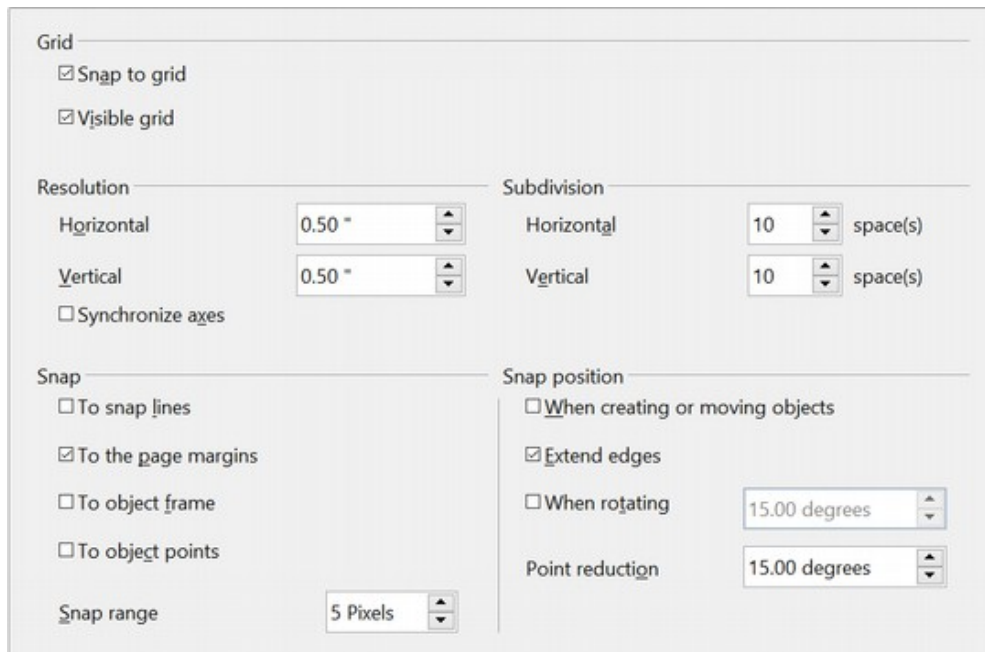 Grid
Snap to grid
Visible grid
Resolution
Horizontal 0.50 "
Vertical 0.50 "
Synchronize axes
Subdivision
Horizontal 10 space(s)
Vertical 10 space(s)
Snap
To snap lines
To the page margins
To object frame
To object points
Snap range 5 Pixels
Snap position
When creating or moving objects
Extend edges
When rotating 15.00 degrees
Point reduction 15.00 degrees